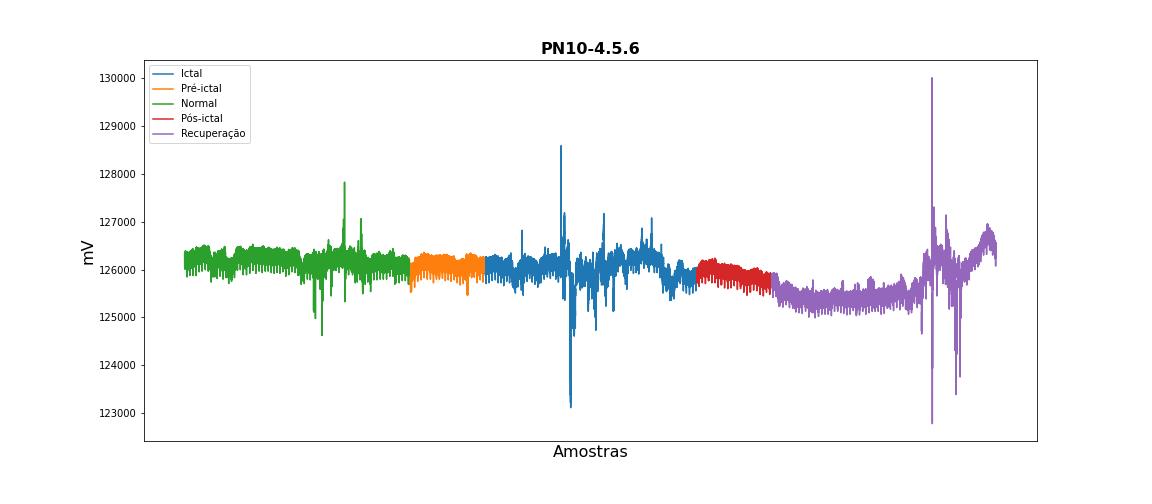 PN10-4.5.6
Ictal
Pré-ictal
Normal
Pós-ictal
Recuperação
130000
129000
128000
127000
126000
125000
124000
123000
mV
Amostras